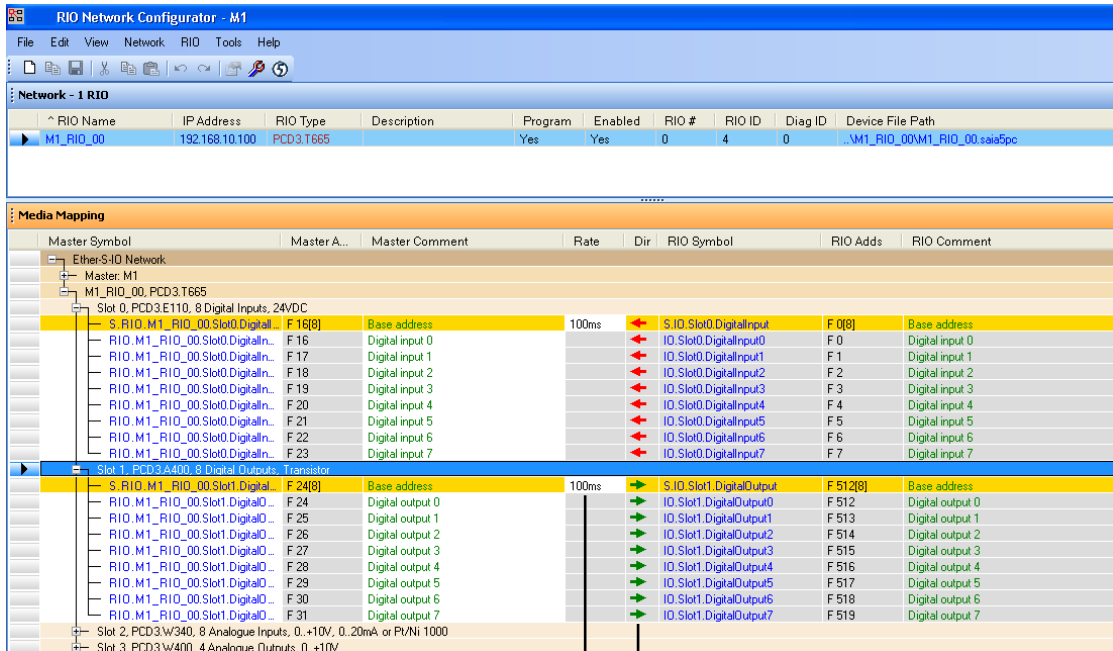 RIO Network Configurator - M1
File Edit View Network RIO Tools Help
Network - 1 RIO
^ RIO Name IP Address RIO Type Description Program Enabled RIO # RIO ID Diag ID Device File Path
M1_RIO_00 192.168.10.100 PCD3.T665 Yes Yes 0 4 0 ..\M1_RIO_00\M1_RIO_00.saia5pc
Media Mapping
Master Symbol Master A... Master Comment Rate Dir RIO Symbol RIO Adds RIO Comment
Ether-S-IO Network
Master: M1
M1_RIO_00, PCD3.T665
Slot 0, PCD3.E110, 8 Digital Inputs, 24VDC
S.RIO.M1_RIO_00.Slot0.DigitalI... F 16[8] Base address 100ms S.IO.Slot0.DigitalInput F 0[8] Base address
RIO.M1_RIO_00.Slot0.DigitalIn... F 16 Digital input 0 IO.Slot0.DigitalInput0 F 0 Digital input 0
RIO.M1_RIO_00.Slot0.DigitalIn... F 17 Digital input 1 IO.Slot0.DigitalInput1 F 1 Digital input 1
RIO.M1_RIO_00.Slot0.DigitalIn... F 18 Digital input 2 IO.Slot0.DigitalInput2 F 2 Digital input 2
RIO.M1_RIO_00.Slot0.DigitalIn... F 19 Digital input 3 IO.Slot0.DigitalInput3 F 3 Digital input 3
RIO.M1_RIO_00.Slot0.DigitalIn... F 20 Digital input 4 IO.Slot0.DigitalInput4 F 4 Digital input 4
RIO.M1_RIO_00.Slot0.DigitalIn... F 21 Digital input 5 IO.Slot0.DigitalInput5 F 5 Digital input 5
RIO.M1_RIO_00.Slot0.DigitalIn... F 22 Digital input 6 IO.Slot0.DigitalInput6 F 6 Digital input 6
RIO.M1_RIO_00.Slot0.DigitalIn... F 23 Digital input 7 IO.Slot0.DigitalInput7 F 7 Digital input 7
Slot 1, PCD3.A400, 8 Digital Outputs, Transistor
S.RIO.M1_RIO_00.Slot1.Digital... F 24[8] Base address 100ms S.IO.Slot1.DigitalOutput F 512[8] Base address
RIO.M1_RIO_00.Slot1.DigitalO... F 24 Digital output 0 IO.Slot1.DigitalOutput0 F 512 Digital output 0
RIO.M1_RIO_00.Slot1.DigitalO... F 25 Digital output 1 IO.Slot1.DigitalOutput1 F 513 Digital output 1
RIO.M1_RIO_00.Slot1.DigitalO... F 26 Digital output 2 IO.Slot1.DigitalOutput2 F 514 Digital output 2
RIO.M1_RIO_00.Slot1.DigitalO... F 27 Digital output 3 IO.Slot1.DigitalOutput3 F 515 Digital output 3
RIO.M1_RIO_00.Slot1.DigitalO... F 28 Digital output 4 IO.Slot1.DigitalOutput4 F 516 Digital output 4
RIO.M1_RIO_00.Slot1.DigitalO... F 29 Digital output 5 IO.Slot1.DigitalOutput5 F 517 Digital output 5
RIO.M1_RIO_00.Slot1.DigitalO... F 30 Digital output 6 IO.Slot1.DigitalOutput6 F 518 Digital output 6
RIO.M1_RIO_00.Slot1.DigitalO... F 31 Digital output 7 IO.Slot1.DigitalOutput7 F 519 Digital output 7
Slot 2, PCD3.W340, 8 Analogue Inputs, 0..+10V, 0..20mA or Pt/Ni 1000
Slot 3, PCD3.W400, 4 Analogue Outputs, 0..+10V